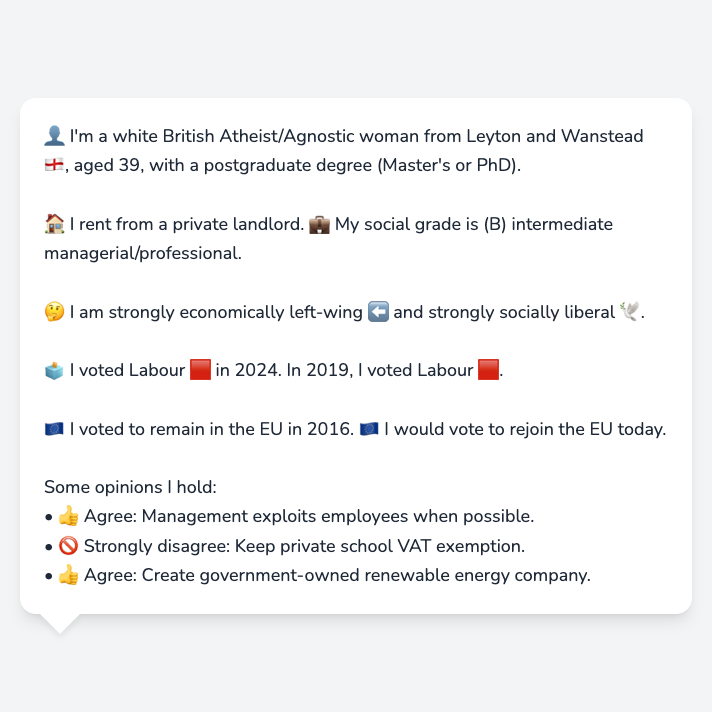 👤 I'm a white British Atheist/Agnostic woman from Leyton and Wanstead
🏴󠁧󠁢󠁥󠁮󠁧󠁿, aged 39, with a postgraduate degree (Master's or PhD).
🏠 I rent from a private landlord. 💼 My social grade is (B) intermediate
managerial/professional.
🤔 I am strongly economically left-wing ⬅️ and strongly socially liberal 🕊️.
🗳️ I voted Labour 🟥 in 2024. In 2019, I voted Labour 🟥.
🇪🇺 I voted to remain in the EU in 2016. 🇪🇺 I would vote to rejoin the EU today.
Some opinions I hold:
• 👍 Agree: Management exploits employees when possible.
• 🚫 Strongly disagree: Keep private school VAT exemption.
• 👍 Agree: Create government-owned renewable energy company.